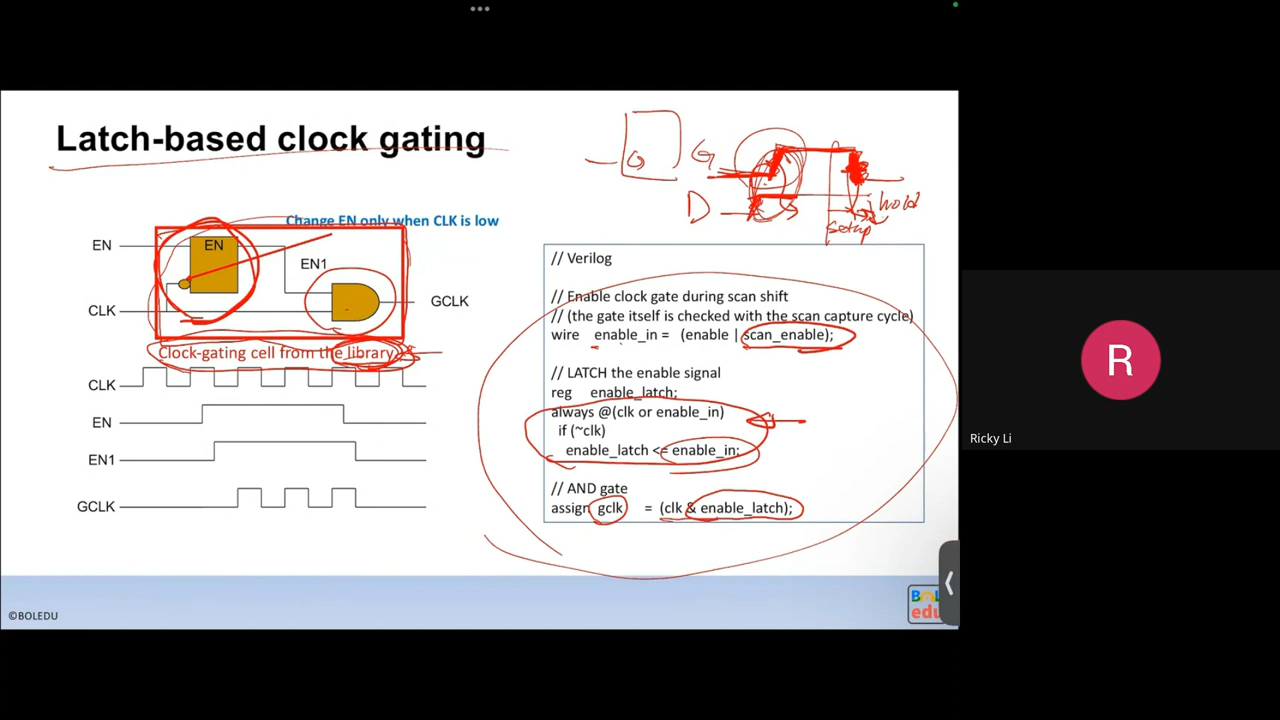 Latch-based clock gating
G
D
hold
setup
Change EN only when CLK is low
EN
EN
EN1
CLK
GCLK
Clock-gating cell from the library
CLK
EN
EN1
GCLK
// Verilog
// Enable clock gate during scan shift
// (the gate itself is checked with the scan capture cycle)
wire enable_in = (enable | scan_enable);
// LATCH the enable signal
reg enable_latch;
always @(clk or enable_in)
if (~clk)
enable_latch <= enable_in;
// AND gate
assign gclk = (clk & enable_latch);
©BOLEDU
BOL
edu
R
Ricky Li